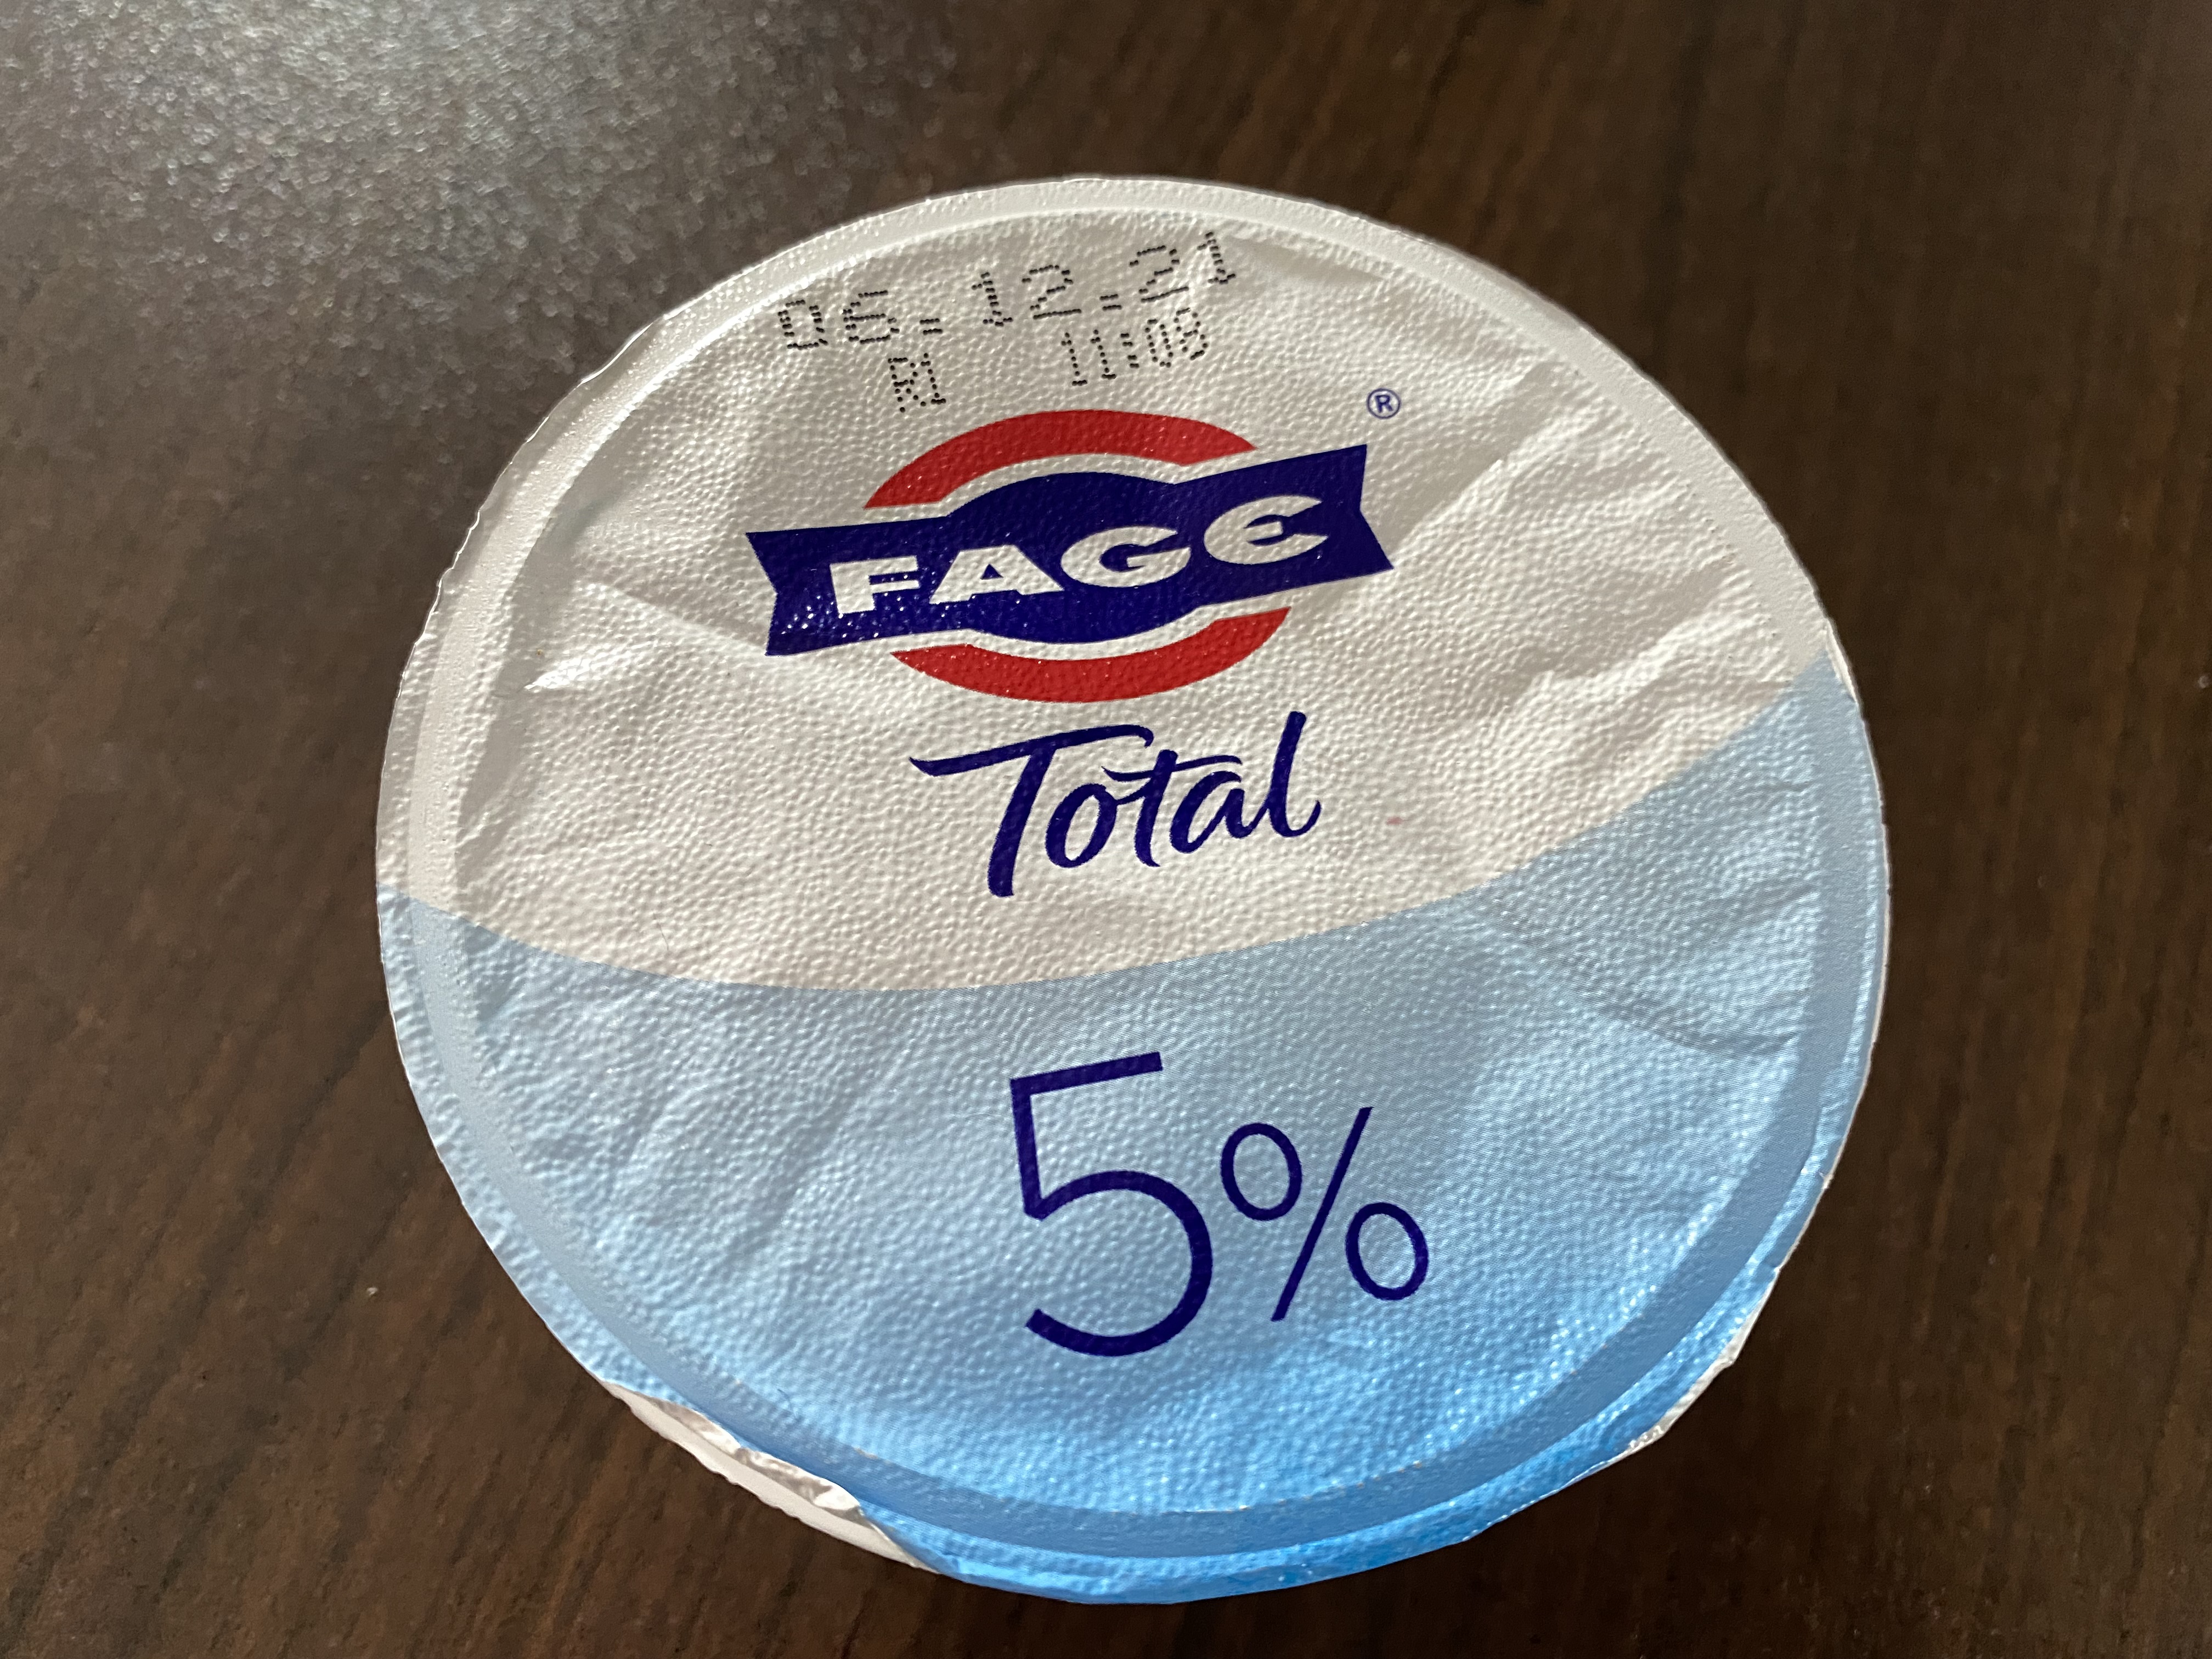 06.12.21
R1 11:08
FAGE®
Total
5%